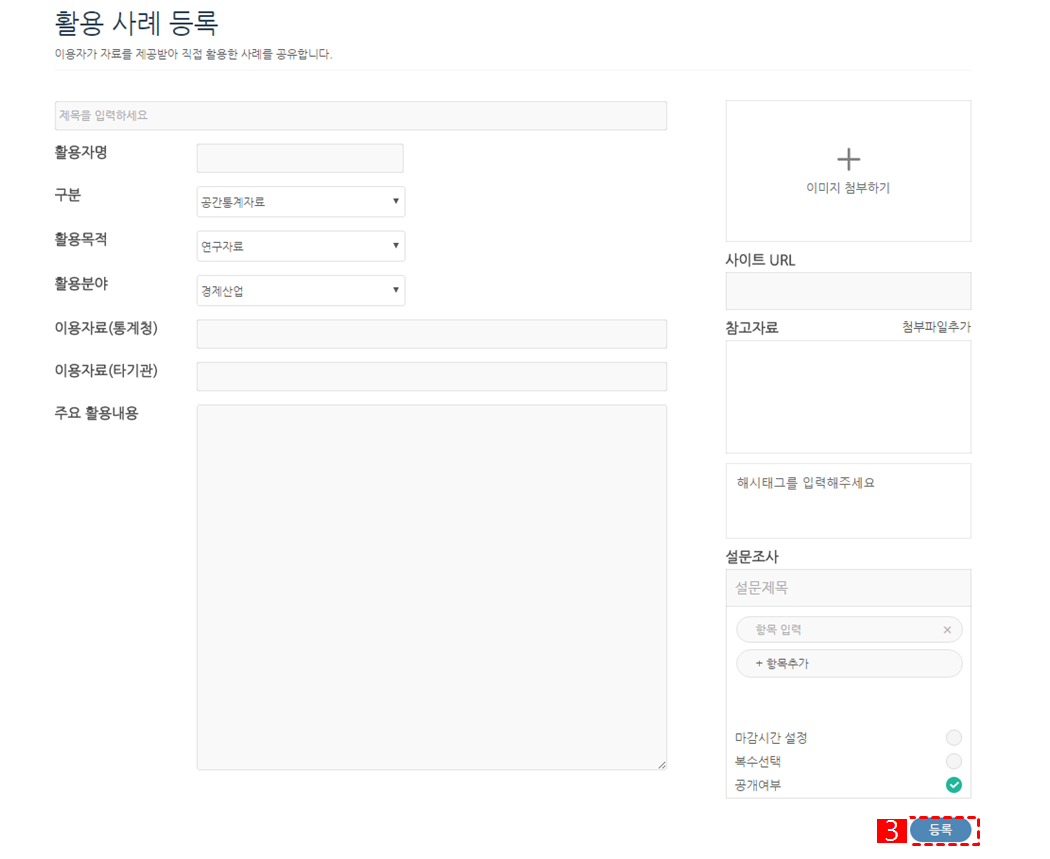 활용 사례 등록
이용자가 자료를 제공받아 직접 활용한 사례를 공유합니다.
제목을 입력하세요
활용자명
구분
공간통계자료
활용목적
연구자료
활용분야
경제산업
이용자료(통계청)
이용자료(타기관)
주요 활용내용
이미지 첨부하기
사이트 URL
참고자료 첨부파일추가
해시태그를 입력해주세요
설문조사
설문제목
항목 입력 ×
+ 항목추가
마감시간 설정
복수선택
공개여부
3 등록